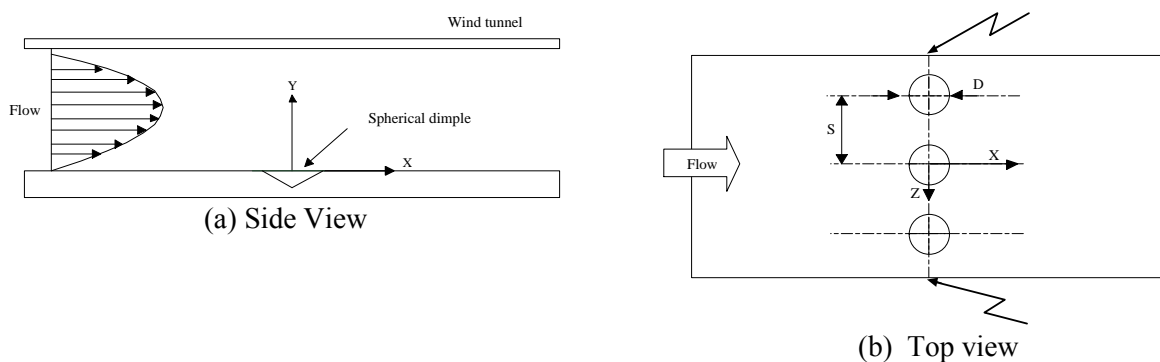 Wind tunnel
Flow
Y
Spherical dimple
X
(a) Side View
D
S
Flow
X
Z
(b) Top view